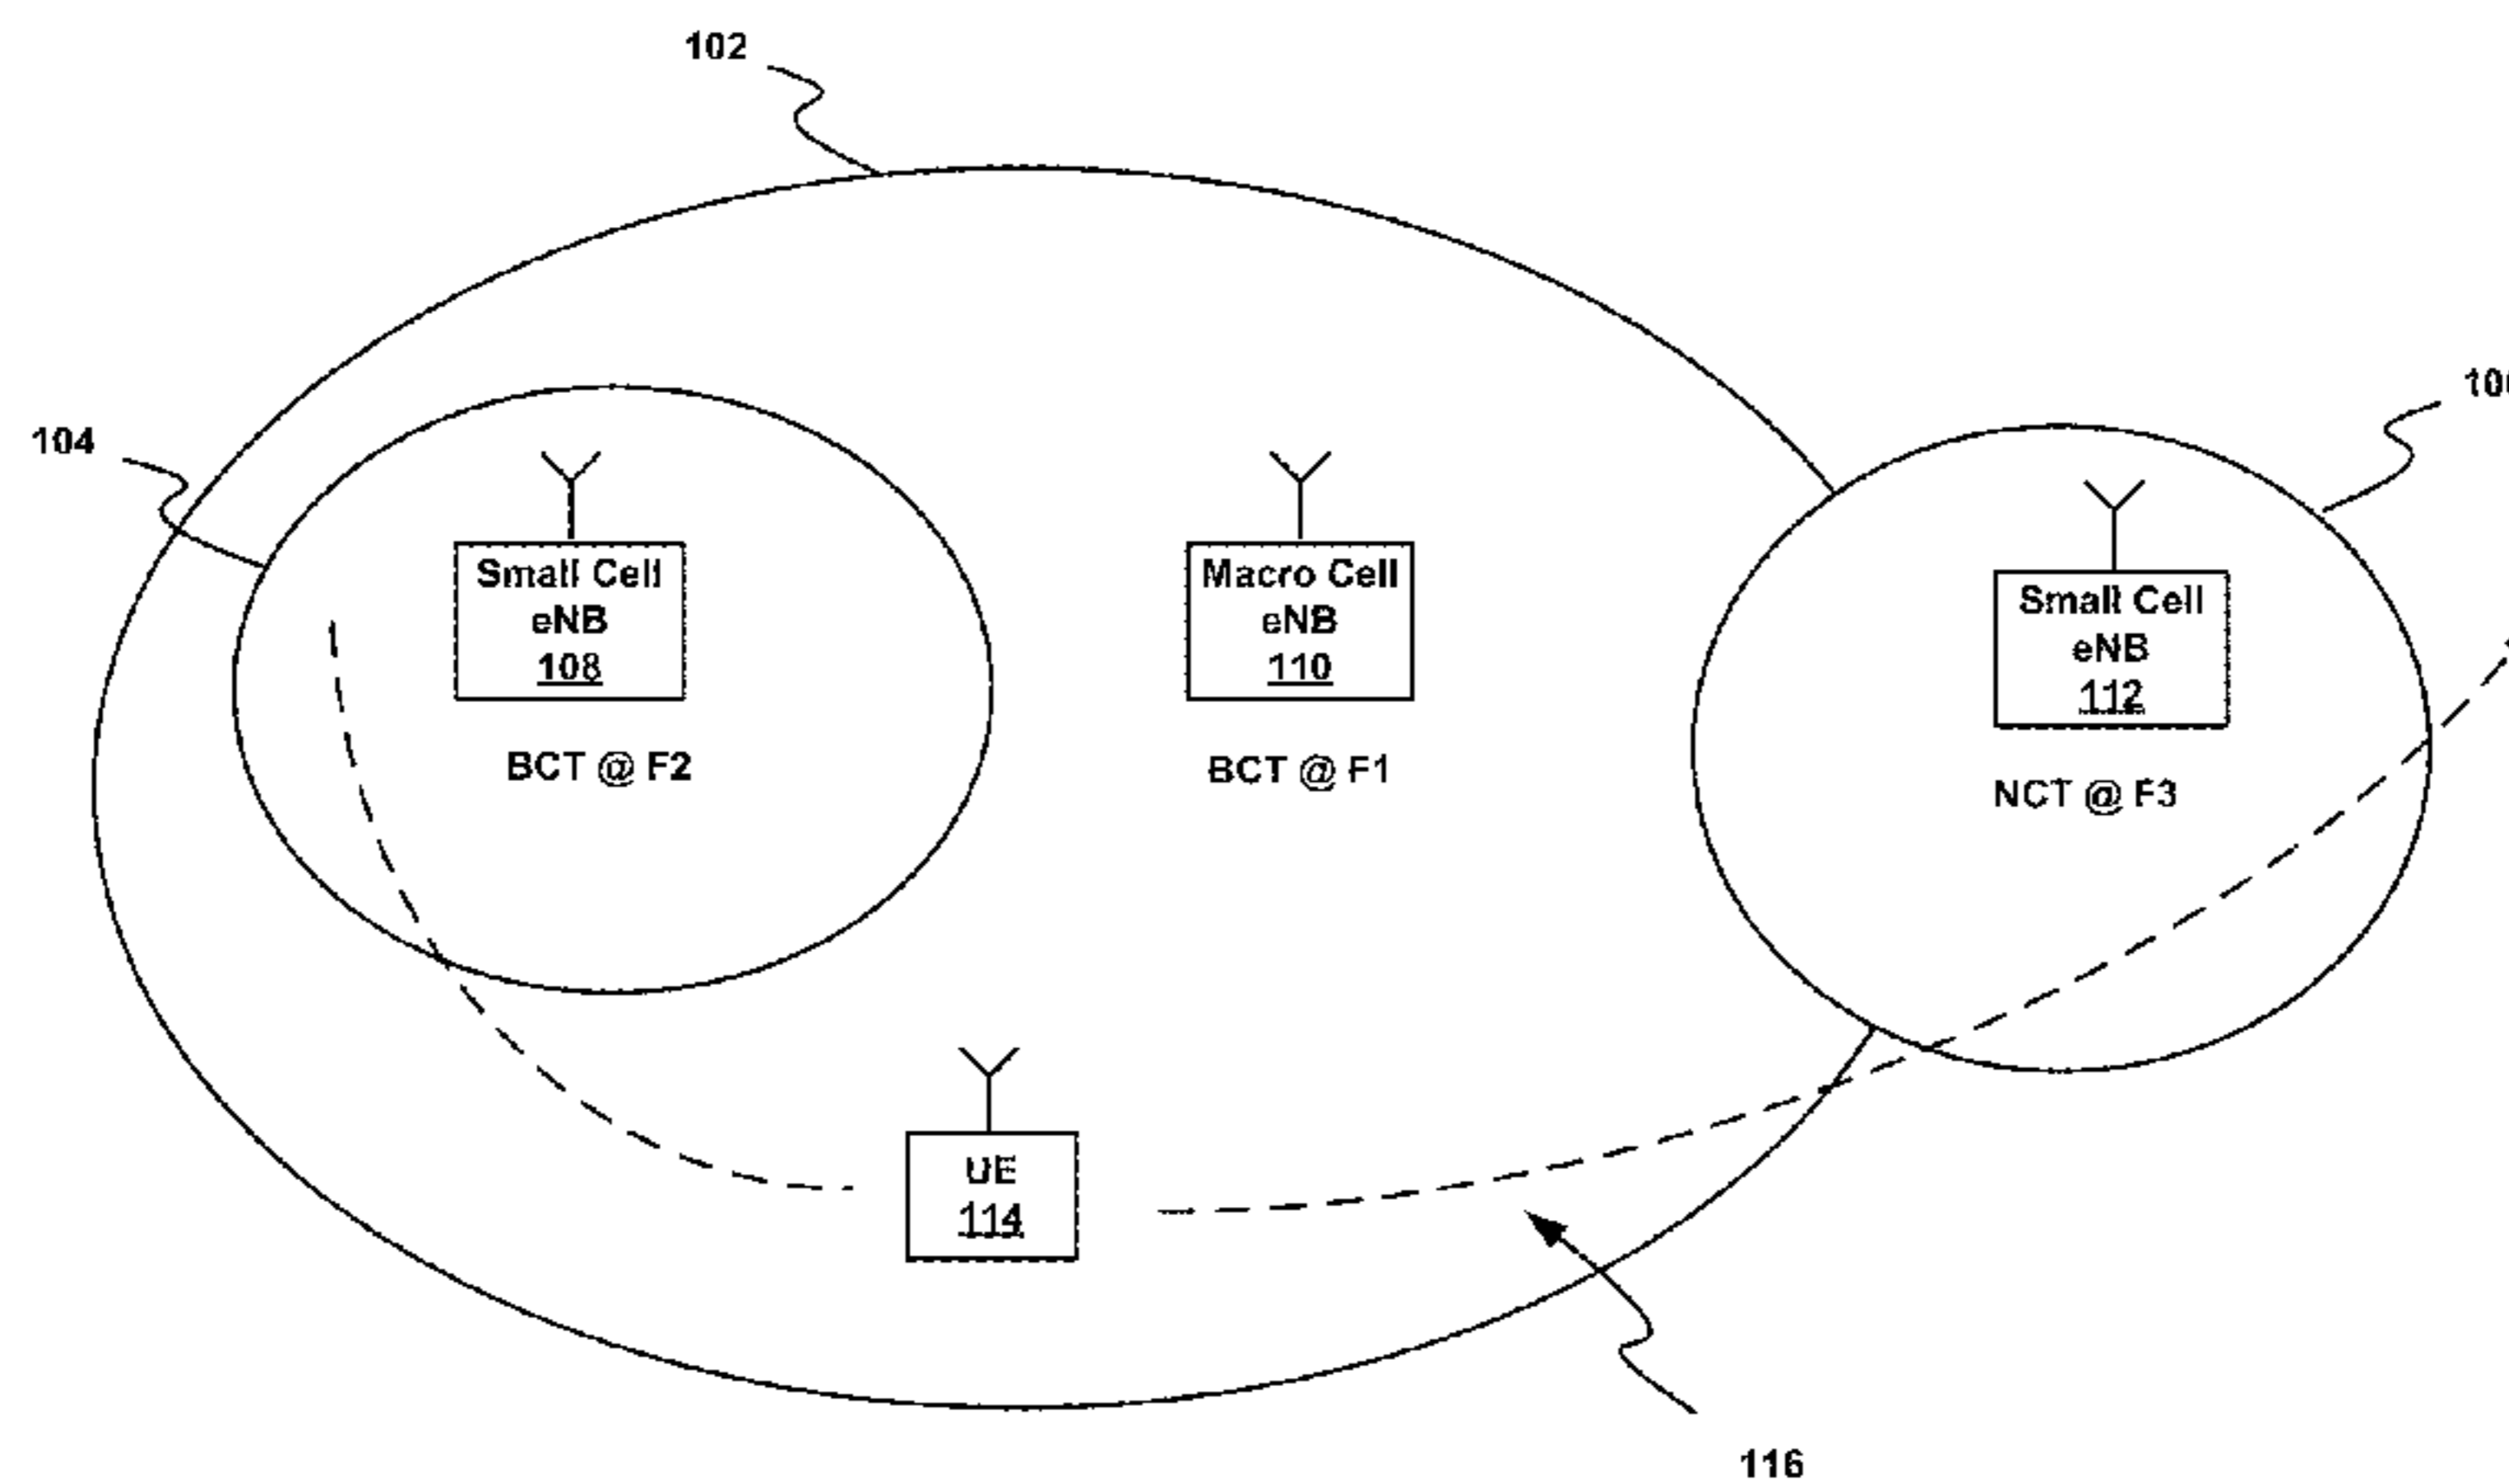 102
104
Small Cell
eNB
108
BCT @ F2
Macro Cell
eNB
110
BCT @ F1
Small Cell
eNB
112
NCT @ F3
UE
114
116